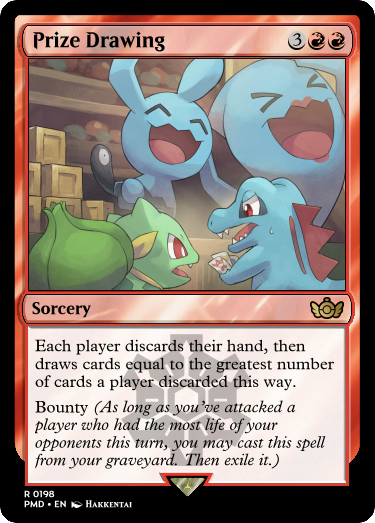 Prize Drawing 3
Sorcery
Each player discards their hand, then
draws cards equal to the greatest number
of cards a player discarded this way.
Bounty (As long as you've attacked a
player who had the most life of your
opponents this turn, you may cast this spell
from your graveyard. Then exile it.)
R 0198
PMD • EN Hakkentai